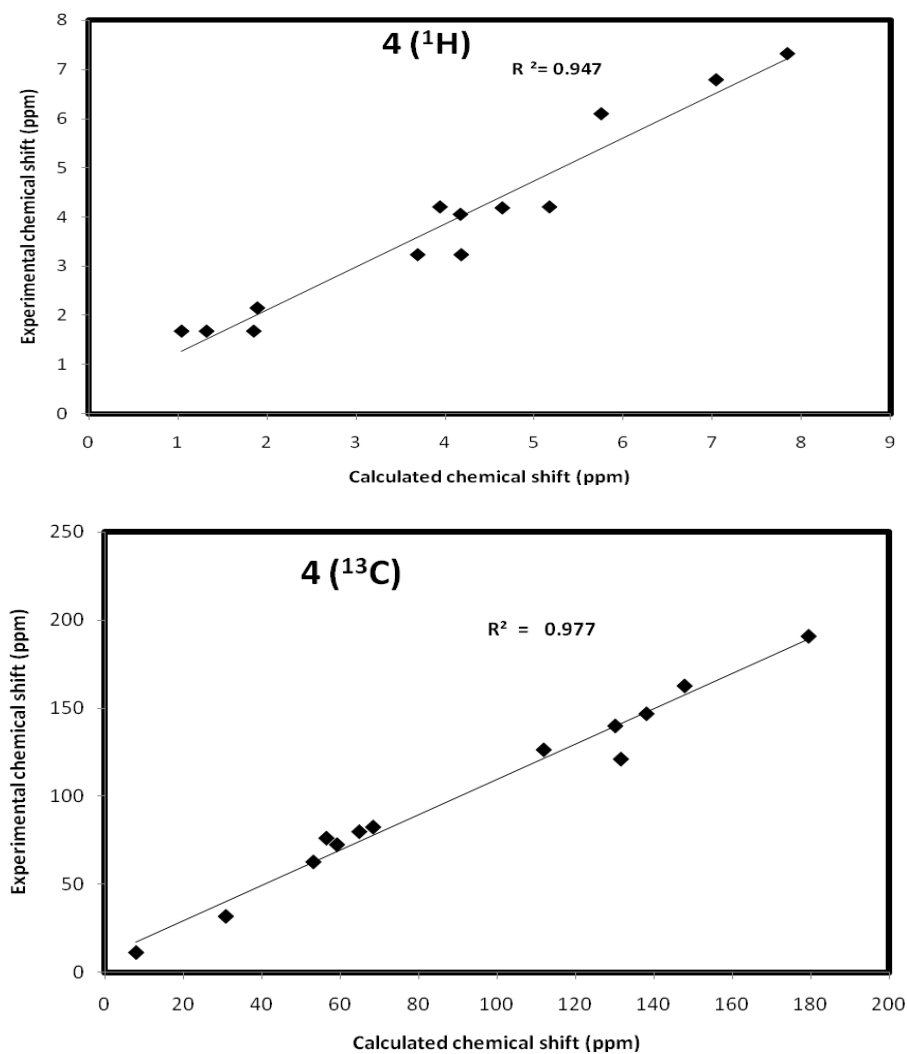 8
7
6
5
4
3
2
1
0
4 (¹H)
R ²= 0.947
Experimental chemical shift (ppm)
0 1 2 3 4 5 6 7 8 9
Calculated chemical shift (ppm)
250
200
150
100
50
0
4 (¹³C)
R² = 0.977
Experimental chemical shift (ppm)
0 20 40 60 80 100 120 140 160 180 200
Calculated chemical shift (ppm)